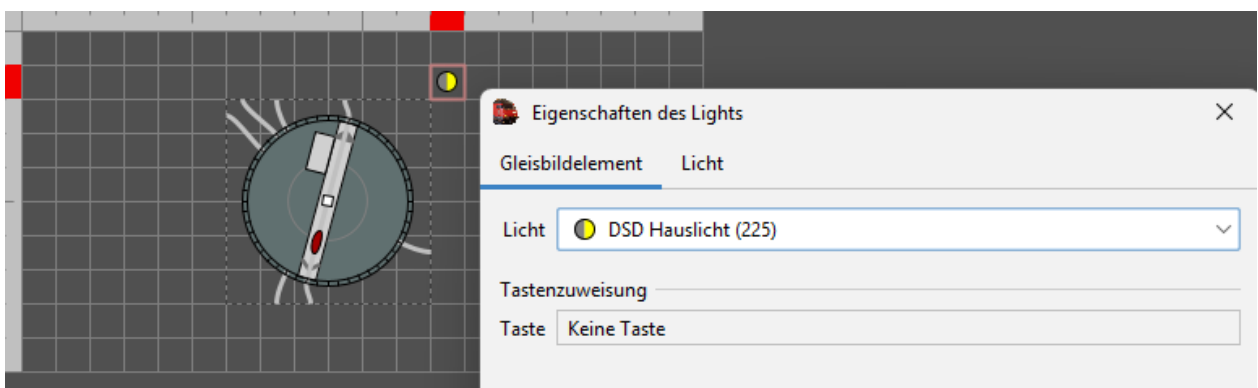 Eigenschaften des Lights
Gleisbildelement Licht
Licht DSD Hauslicht (225)
Tastenzuweisung
Taste Keine Taste